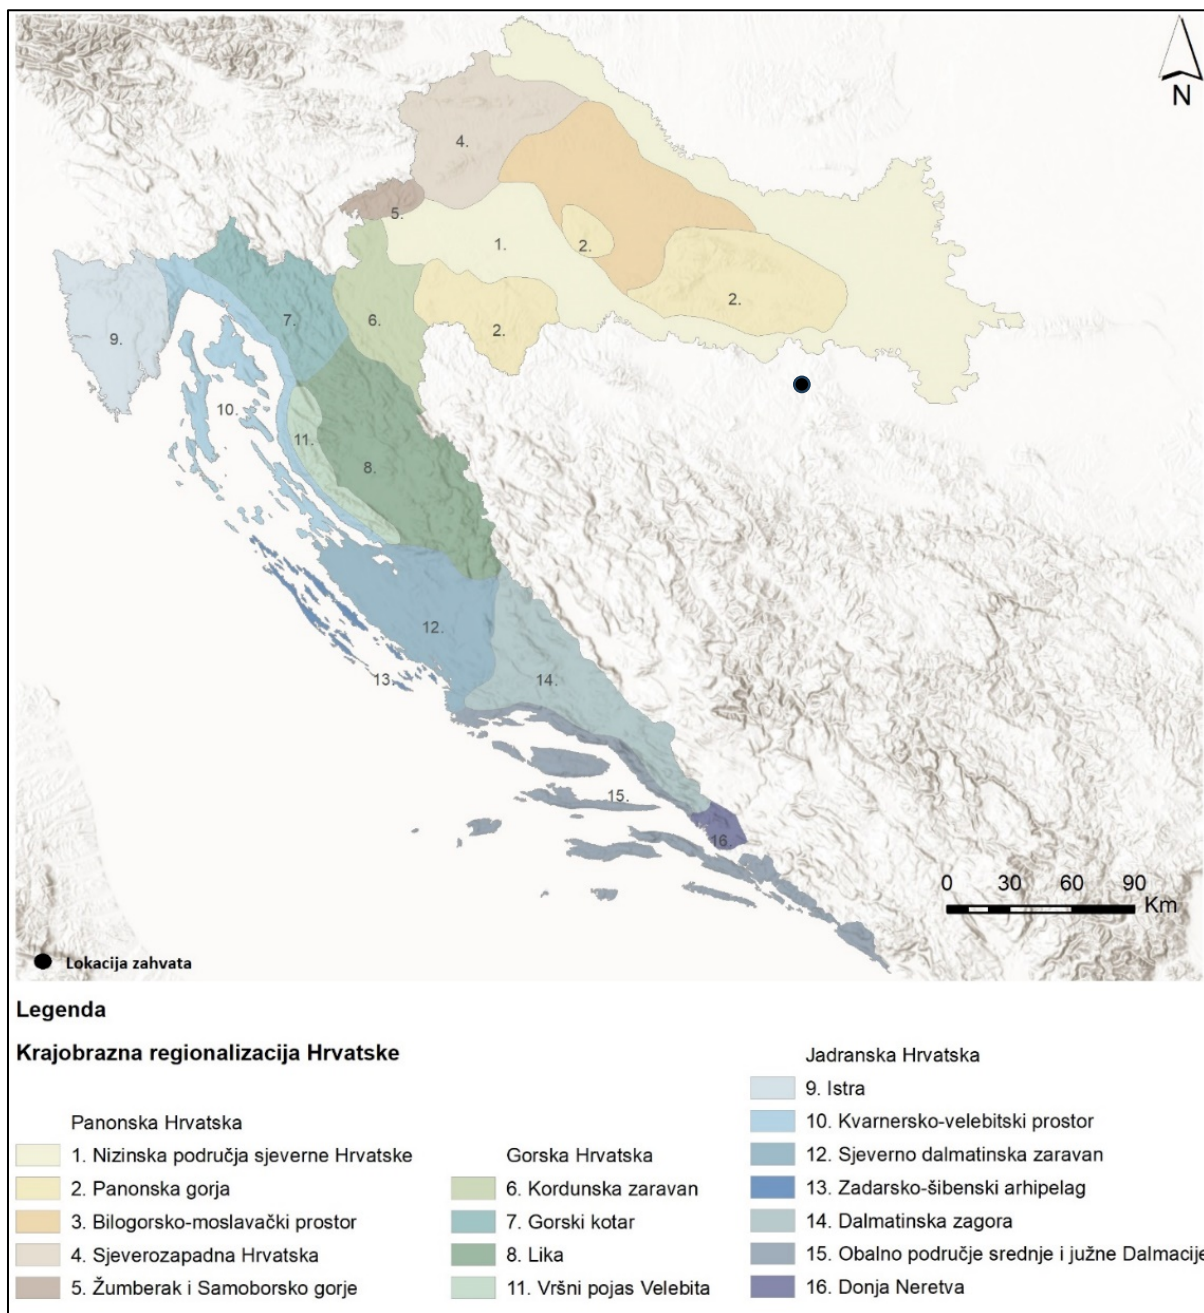 N
4.
5.
1.
2.
2.
7.
6.
2.
9.
10.
11.
8.
12.
13.
14.
15.
16.
0 30 60 90
Km
Lokacija zahvata
Legenda
Krajobrazna regionalizacija Hrvatske
Panonska Hrvatska
1. Nizinska područja sjeverne Hrvatske
2. Panonska gorja
3. Bilogorsko-moslavački prostor
4. Sjeverozapadna Hrvatska
5. Žumberak i Samoborsko gorje
Gorska Hrvatska
6. Kordunska zaravan
7. Gorski kotar
8. Lika
11. Vršni pojas Velebita
Jadranska Hrvatska
9. Istra
10. Kvarnersko-velebitski prostor
12. Sjeverno dalmatinska zaravan
13. Zadarsko-šibenski arhipelag
14. Dalmatinska zagora
15. Obalno područje srednje i južne Dalmacije
16. Donja Neretva